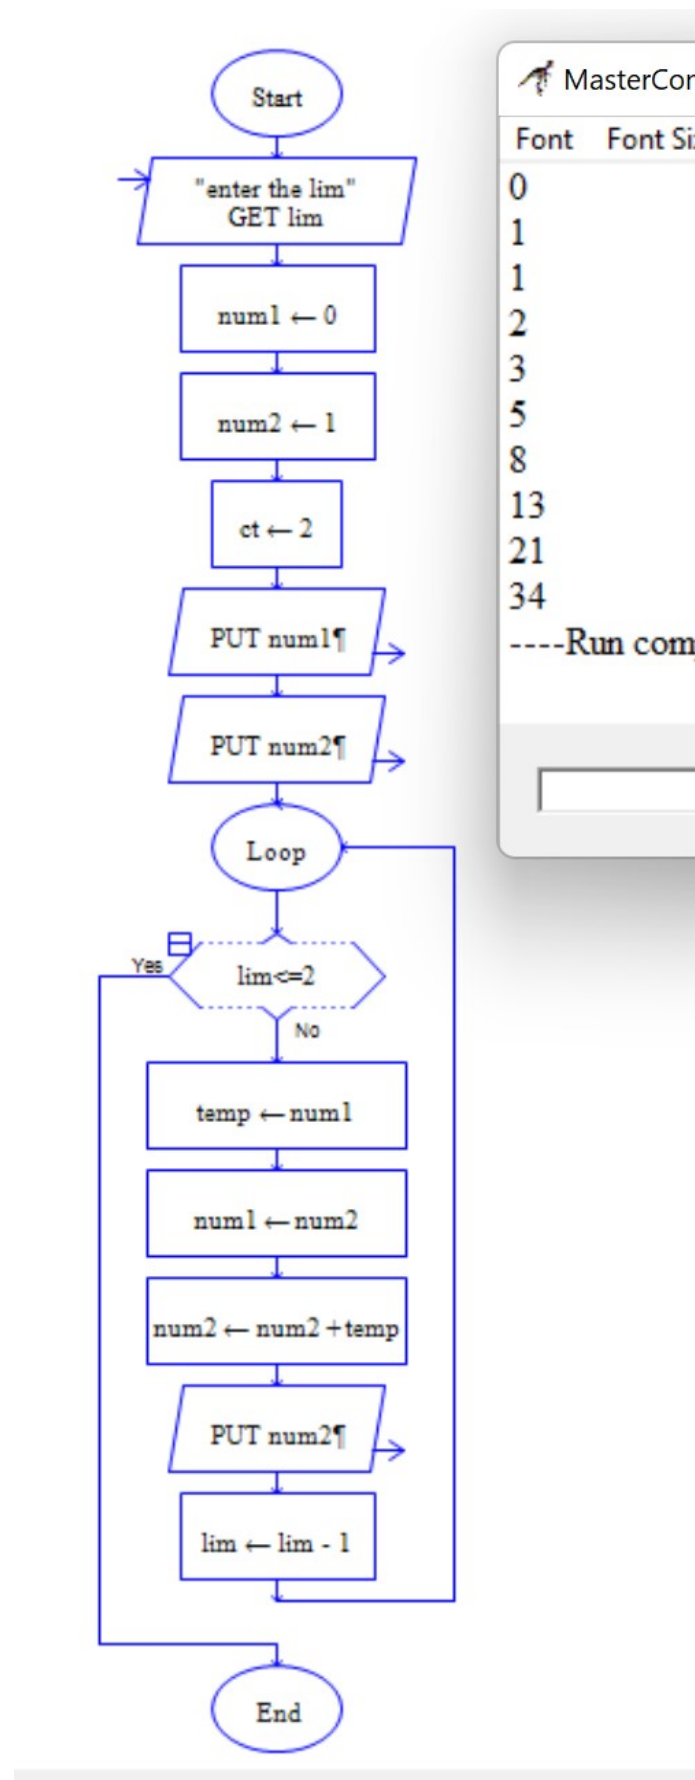 Start
"enter the lim"
GET lim
num1 ← 0
num2 ← 1
ct ← 2
PUT num1¶
PUT num2¶
Loop
Yes
lim<=2
No
temp ← num1
num1 ← num2
num2 ← num2 +temp
PUT num2¶
lim ← lim - 1
End
MasterCon
Font Font Siz
0
1
1
2
3
5
8
13
21
34
----Run com